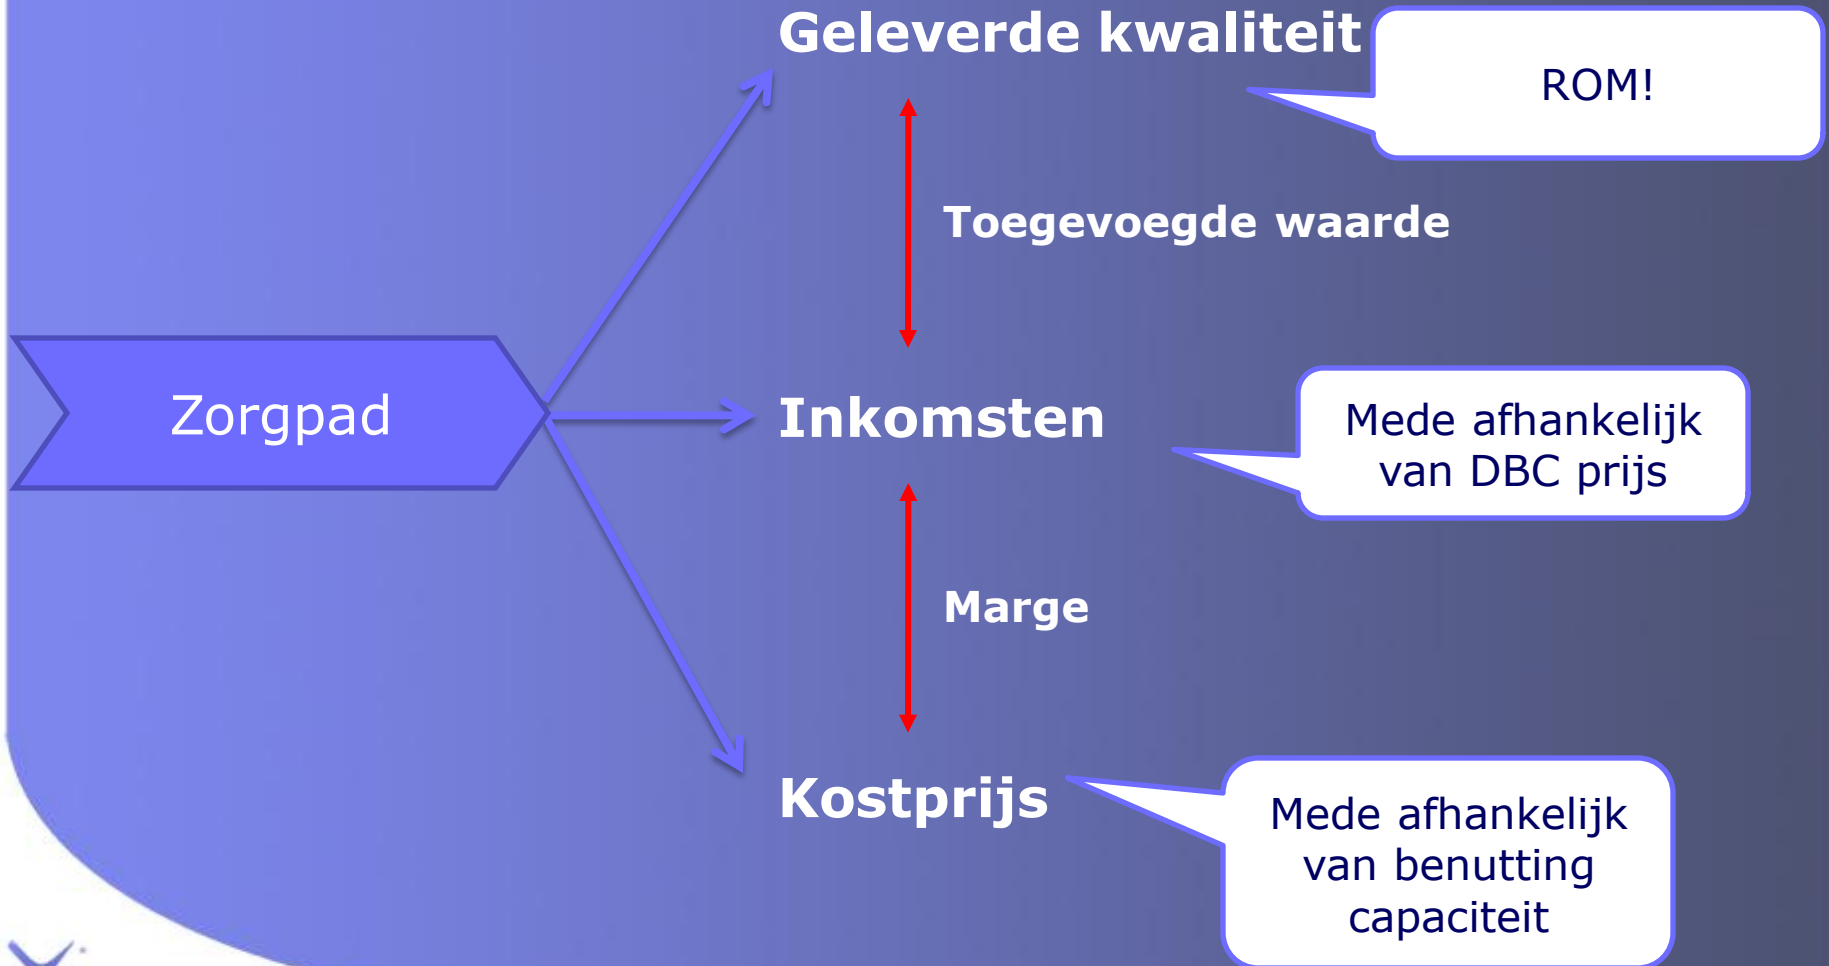 Geleverde kwaliteit
ROM!
Toegevoegde waarde
Zorgpad
Inkomsten
Mede afhankelijk
van DBC prijs
Marge
Kostprijs
Mede afhankelijk
van benutting
capaciteit